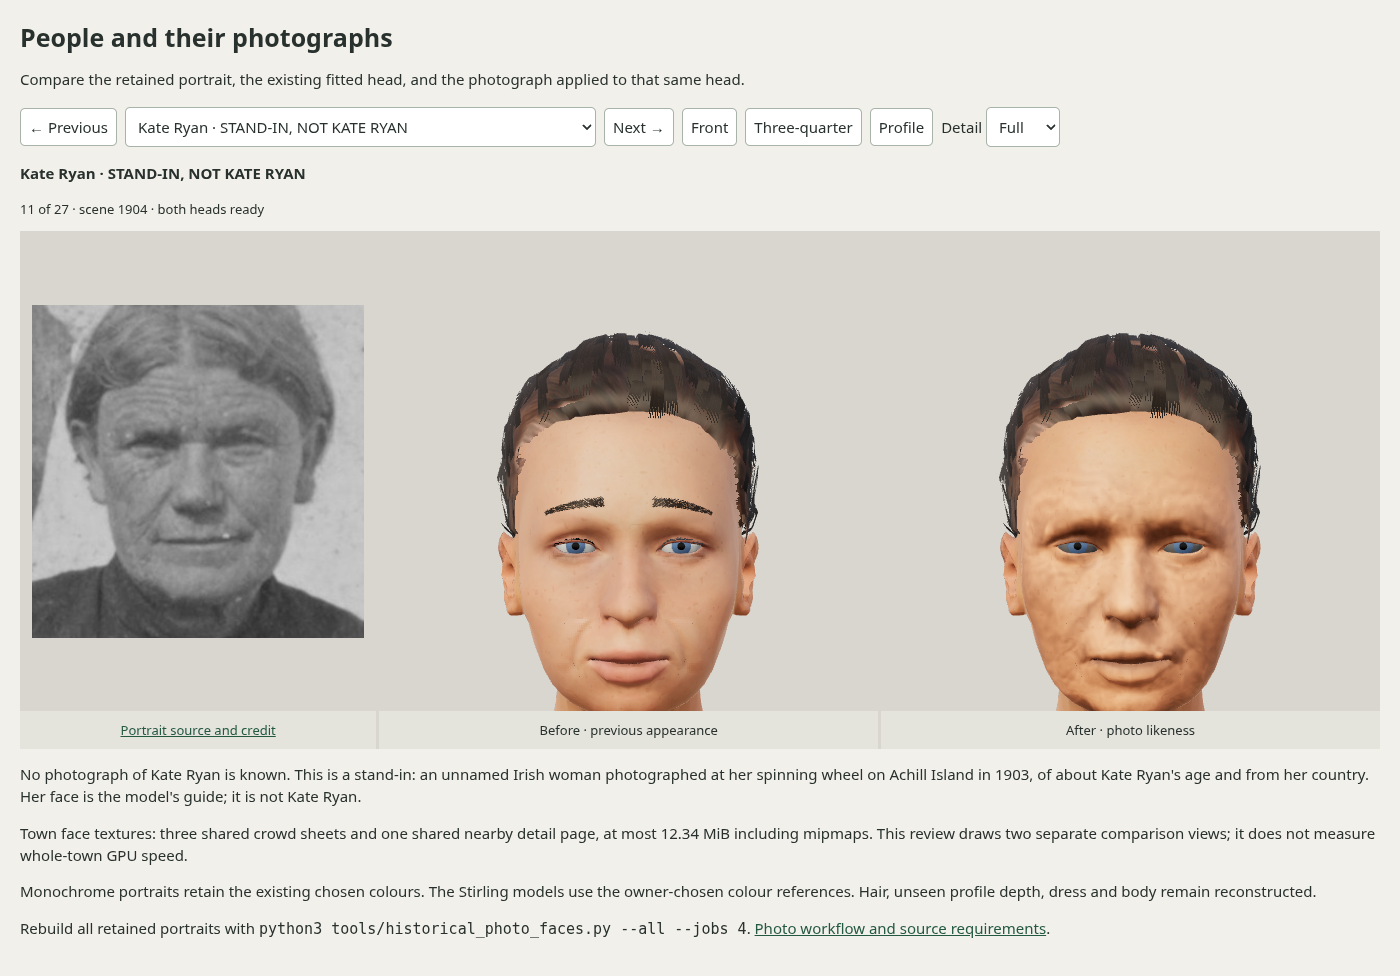 People and their photographs
Compare the retained portrait, the existing fitted head, and the photograph applied to that same head.
← Previous
Kate Ryan · STAND-IN, NOT KATE RYAN
Next →
Front
Three-quarter
Profile
Detail
Full
Kate Ryan · STAND-IN, NOT KATE RYAN
11 of 27 · scene 1904 · both heads ready
Portrait source and credit
Before · previous appearance
After · photo likeness
No photograph of Kate Ryan is known. This is a stand-in: an unnamed Irish woman photographed at her spinning wheel on Achill Island in 1903, of about Kate Ryan's age and from her country.
Her face is the model's guide; it is not Kate Ryan.
Town face textures: three shared crowd sheets and one shared nearby detail page, at most 12.34 MiB including mipmaps. This review draws two separate comparison views; it does not measure
whole-town GPU speed.
Monochrome portraits retain the existing chosen colours. The Stirling models use the owner-chosen colour references. Hair, unseen profile depth, dress and body remain reconstructed.
Rebuild all retained portraits with python3 tools/historical_photo_faces.py --all --jobs 4. Photo workflow and source requirements.